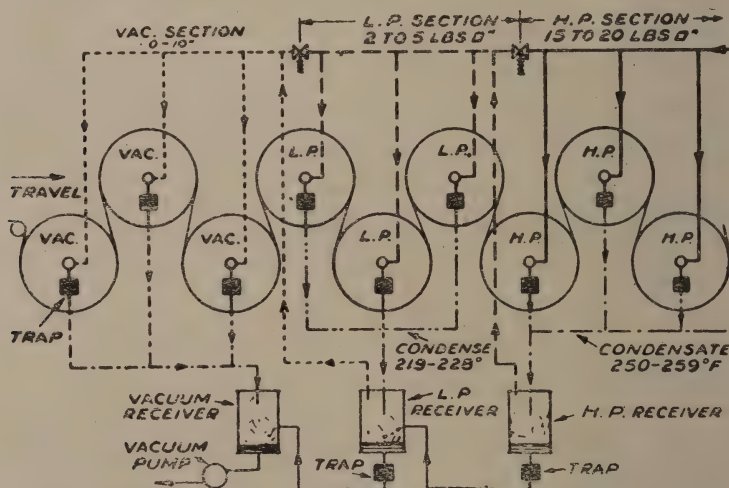 VAC. SECTION
0-10"
L.P. SECTION
2 TO 5 LBS □"
H.P. SECTION
15 TO 20 LBS □"
VAC.
L.P.
L.P.
H.P.
TRAVEL
VAC.
VAC.
L.P.
H.P.
H.P.
TRAP
CONDENSE
219-228°
CONDENSATE
250-259°F
VACUUM
RECEIVER
L.P.
RECEIVER
H.P. RECEIVER
VACUUM
PUMP
TRAP
TRAP